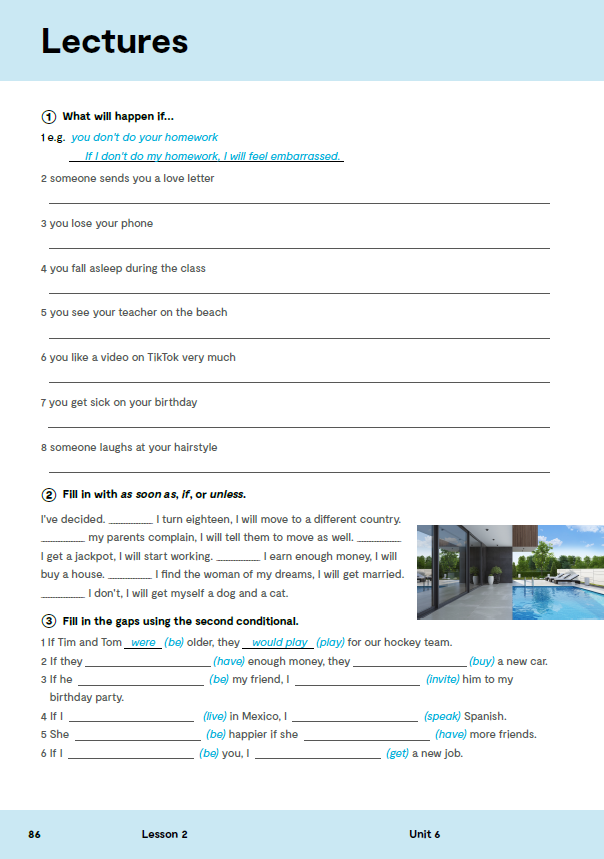 Lectures
1 What will happen if...
1 e.g. you don't do your homework
If I don't do my homework, I will feel embarrassed.
2 someone sends you a love letter
3 you lose your phone
4 you fall asleep during the class
5 you see your teacher on the beach
6 you like a video on TikTok very much
7 you get sick on your birthday
8 someone laughs at your hairstyle
2 Fill in with as soon as, if, or unless.
I've decided. ________ I turn eighteen, I will move to a different country.
________ my parents complain, I will tell them to move as well. ________
I get a jackpot, I will start working. ________ I earn enough money, I will
buy a house. ________ I find the woman of my dreams, I will get married.
________ I don't, I will get myself a dog and a cat.
3 Fill in the gaps using the second conditional.
1 If Tim and Tom were (be) older, they would play (play) for our hockey team.
2 If they ________ (have) enough money, they ________ (buy) a new car.
3 If he ________ (be) my friend, I ________ (invite) him to my
birthday party.
4 If I ________ (live) in Mexico, I ________ (speak) Spanish.
5 She ________ (be) happier if she ________ (have) more friends.
6 If I ________ (be) you, I ________ (get) a new job.
86 Lesson 2 Unit 6